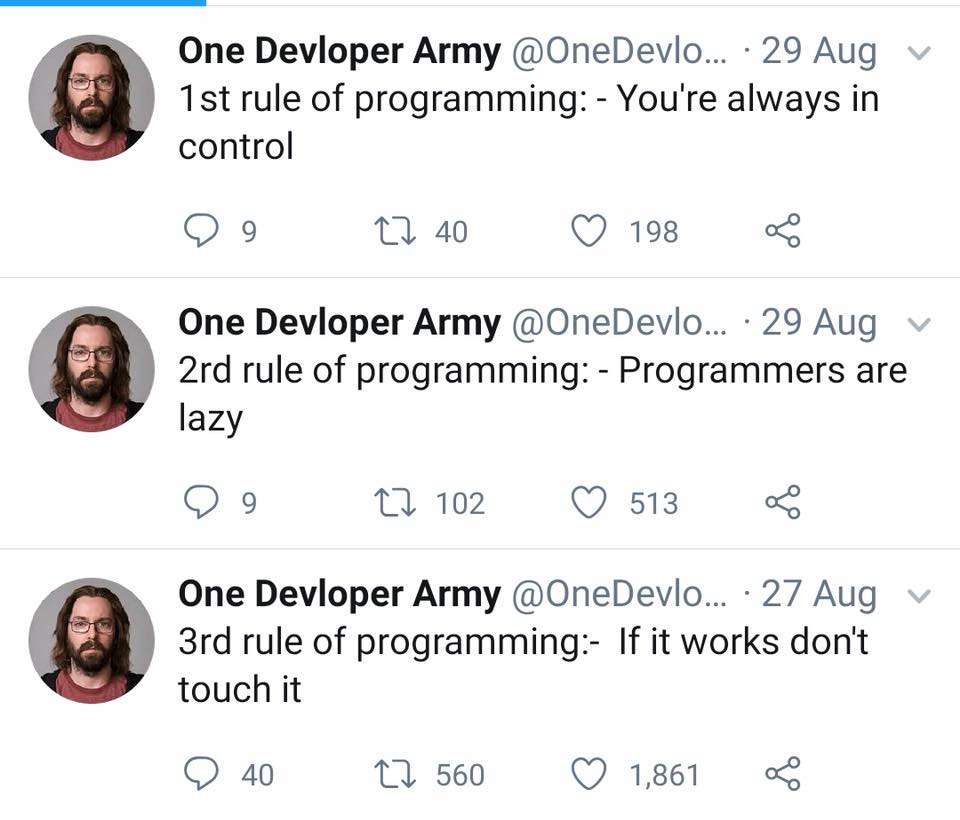 One Devloper Army @OneDevlo... · 29 Aug
1st rule of programming: - You're always in
control
9 40 198
One Devloper Army @OneDevlo... · 29 Aug
2rd rule of programming: - Programmers are
lazy
9 102 513
One Devloper Army @OneDevlo... · 27 Aug
3rd rule of programming:-  If it works don't
touch it
40 560 1,861